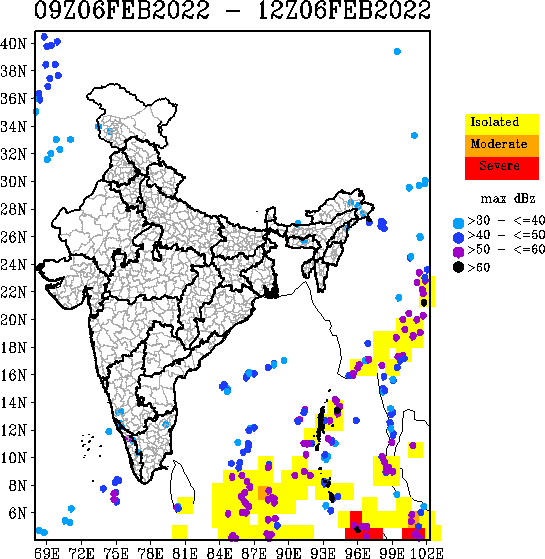 09Z06FEB2022 - 12Z06FEB2022
40N
38N
36N
34N
32N
30N
28N
26N
24N
22N
20N
18N
16N
14N
12N
10N
8N
6N
Isolated
Moderate
Severe
max dBz
>30 - <=40
>40 - <=50
>50 - <=60
>60
69E 72E 75E 78E 81E 84E 87E 90E 93E 96E 99E 102E